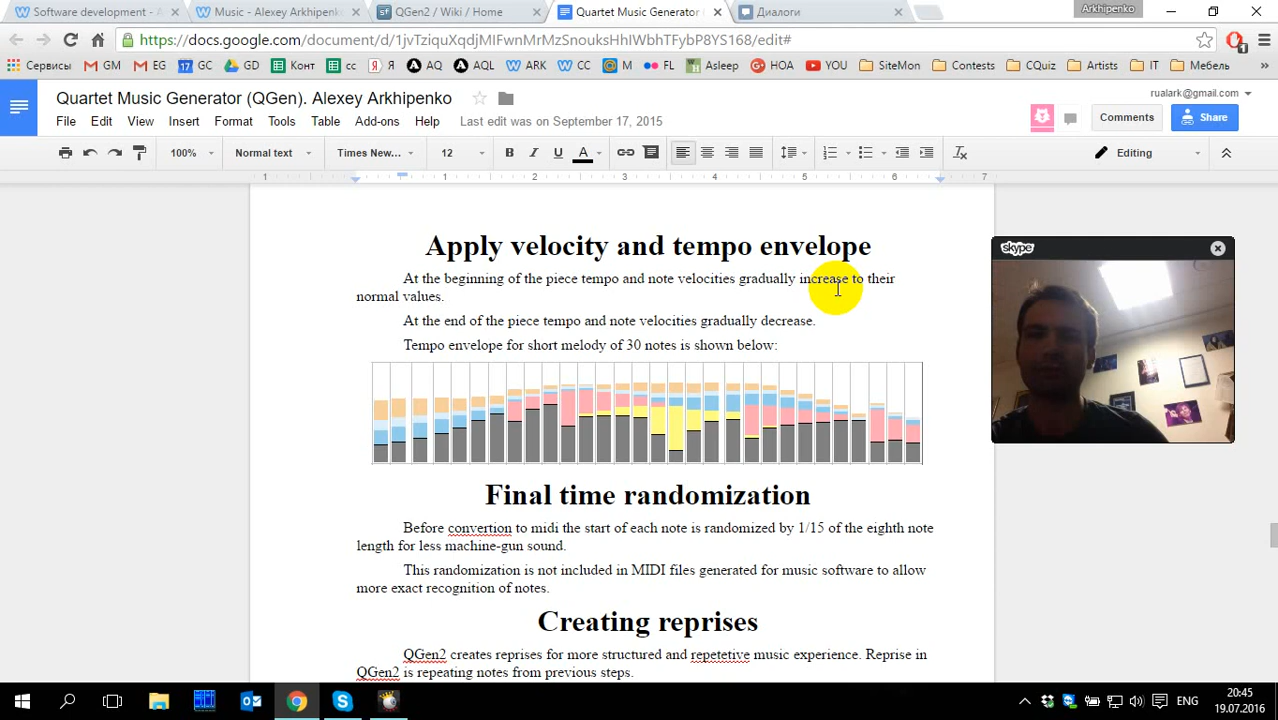 Arkhipenko
Software development -
Music - Alexey Arkhipenk
QGen2 / Wiki / Home
Quartet Music Generator
Диалоги
https://docs.google.com/document/d/1jvTziquXqdjMIFwnMrMzSnouksHhIWbhTFybP8YS168/edit#
Сервисы GM EG GC GD Конт cc Я AQ AQL ARK CC M FL Asleep HOA YOU SiteMon Contests CQuiz Artists IT Мебель »
Quartet Music Generator (QGen). Alexey Arkhipenko
rualark@gmail.com
File Edit View Insert Format Tools Table Add-ons Help Last edit was on September 17, 2015
Comments Share
100% Normal text Times New... 12 B I U A Editing
1 1 2 3 4 5 6 7
Apply velocity and tempo envelope
At the beginning of the piece tempo and note velocities gradually increase to their
normal values.
At the end of the piece tempo and note velocities gradually decrease.
Tempo envelope for short melody of 30 notes is shown below:
skype
Final time randomization
Before convertion to midi the start of each note is randomized by 1/15 of the eighth note
length for less machine-gun sound.
This randomization is not included in MIDI files generated for music software to allow
more exact recognition of notes.
Creating reprises
QGen2 creates reprises for more structured and repetetive music experience. Reprise in
QGen2 is repeating notes from previous steps.
ENG
20:45
19.07.2016